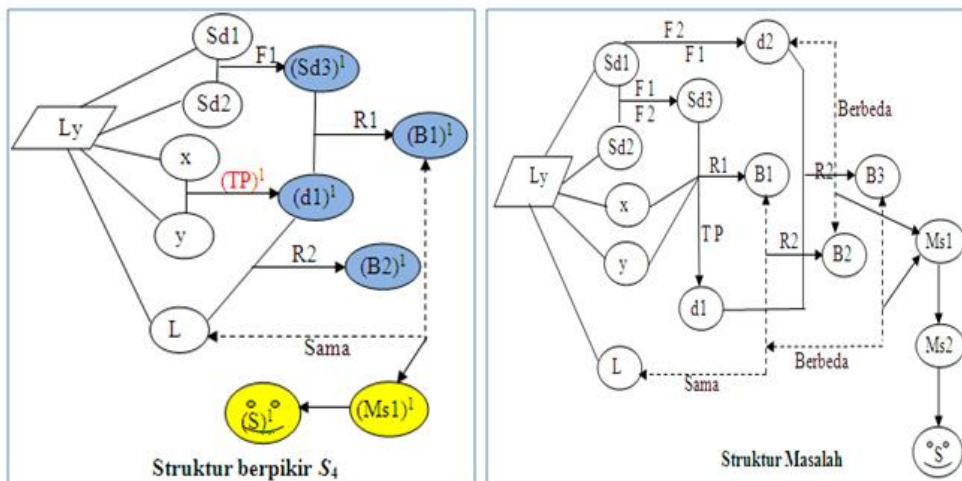 Sd1
F1
(Sd3)¹
Sd2
Ly
R1
(B1)¹
x
(TP)¹
(d1)¹
y
R2
(B2)¹
L
Sama
(S)¹
(Ms1)¹
Struktur berpikir S₄
F2
d2
F1
Sd1
F1
Sd3
F2
Berbeda
Sd2
Ly
R1
B1
R2
B3
x
TP
Ms1
y
R2
B2
d1
Ms2
L
Sama
Berbeda
S
Struktur Masalah